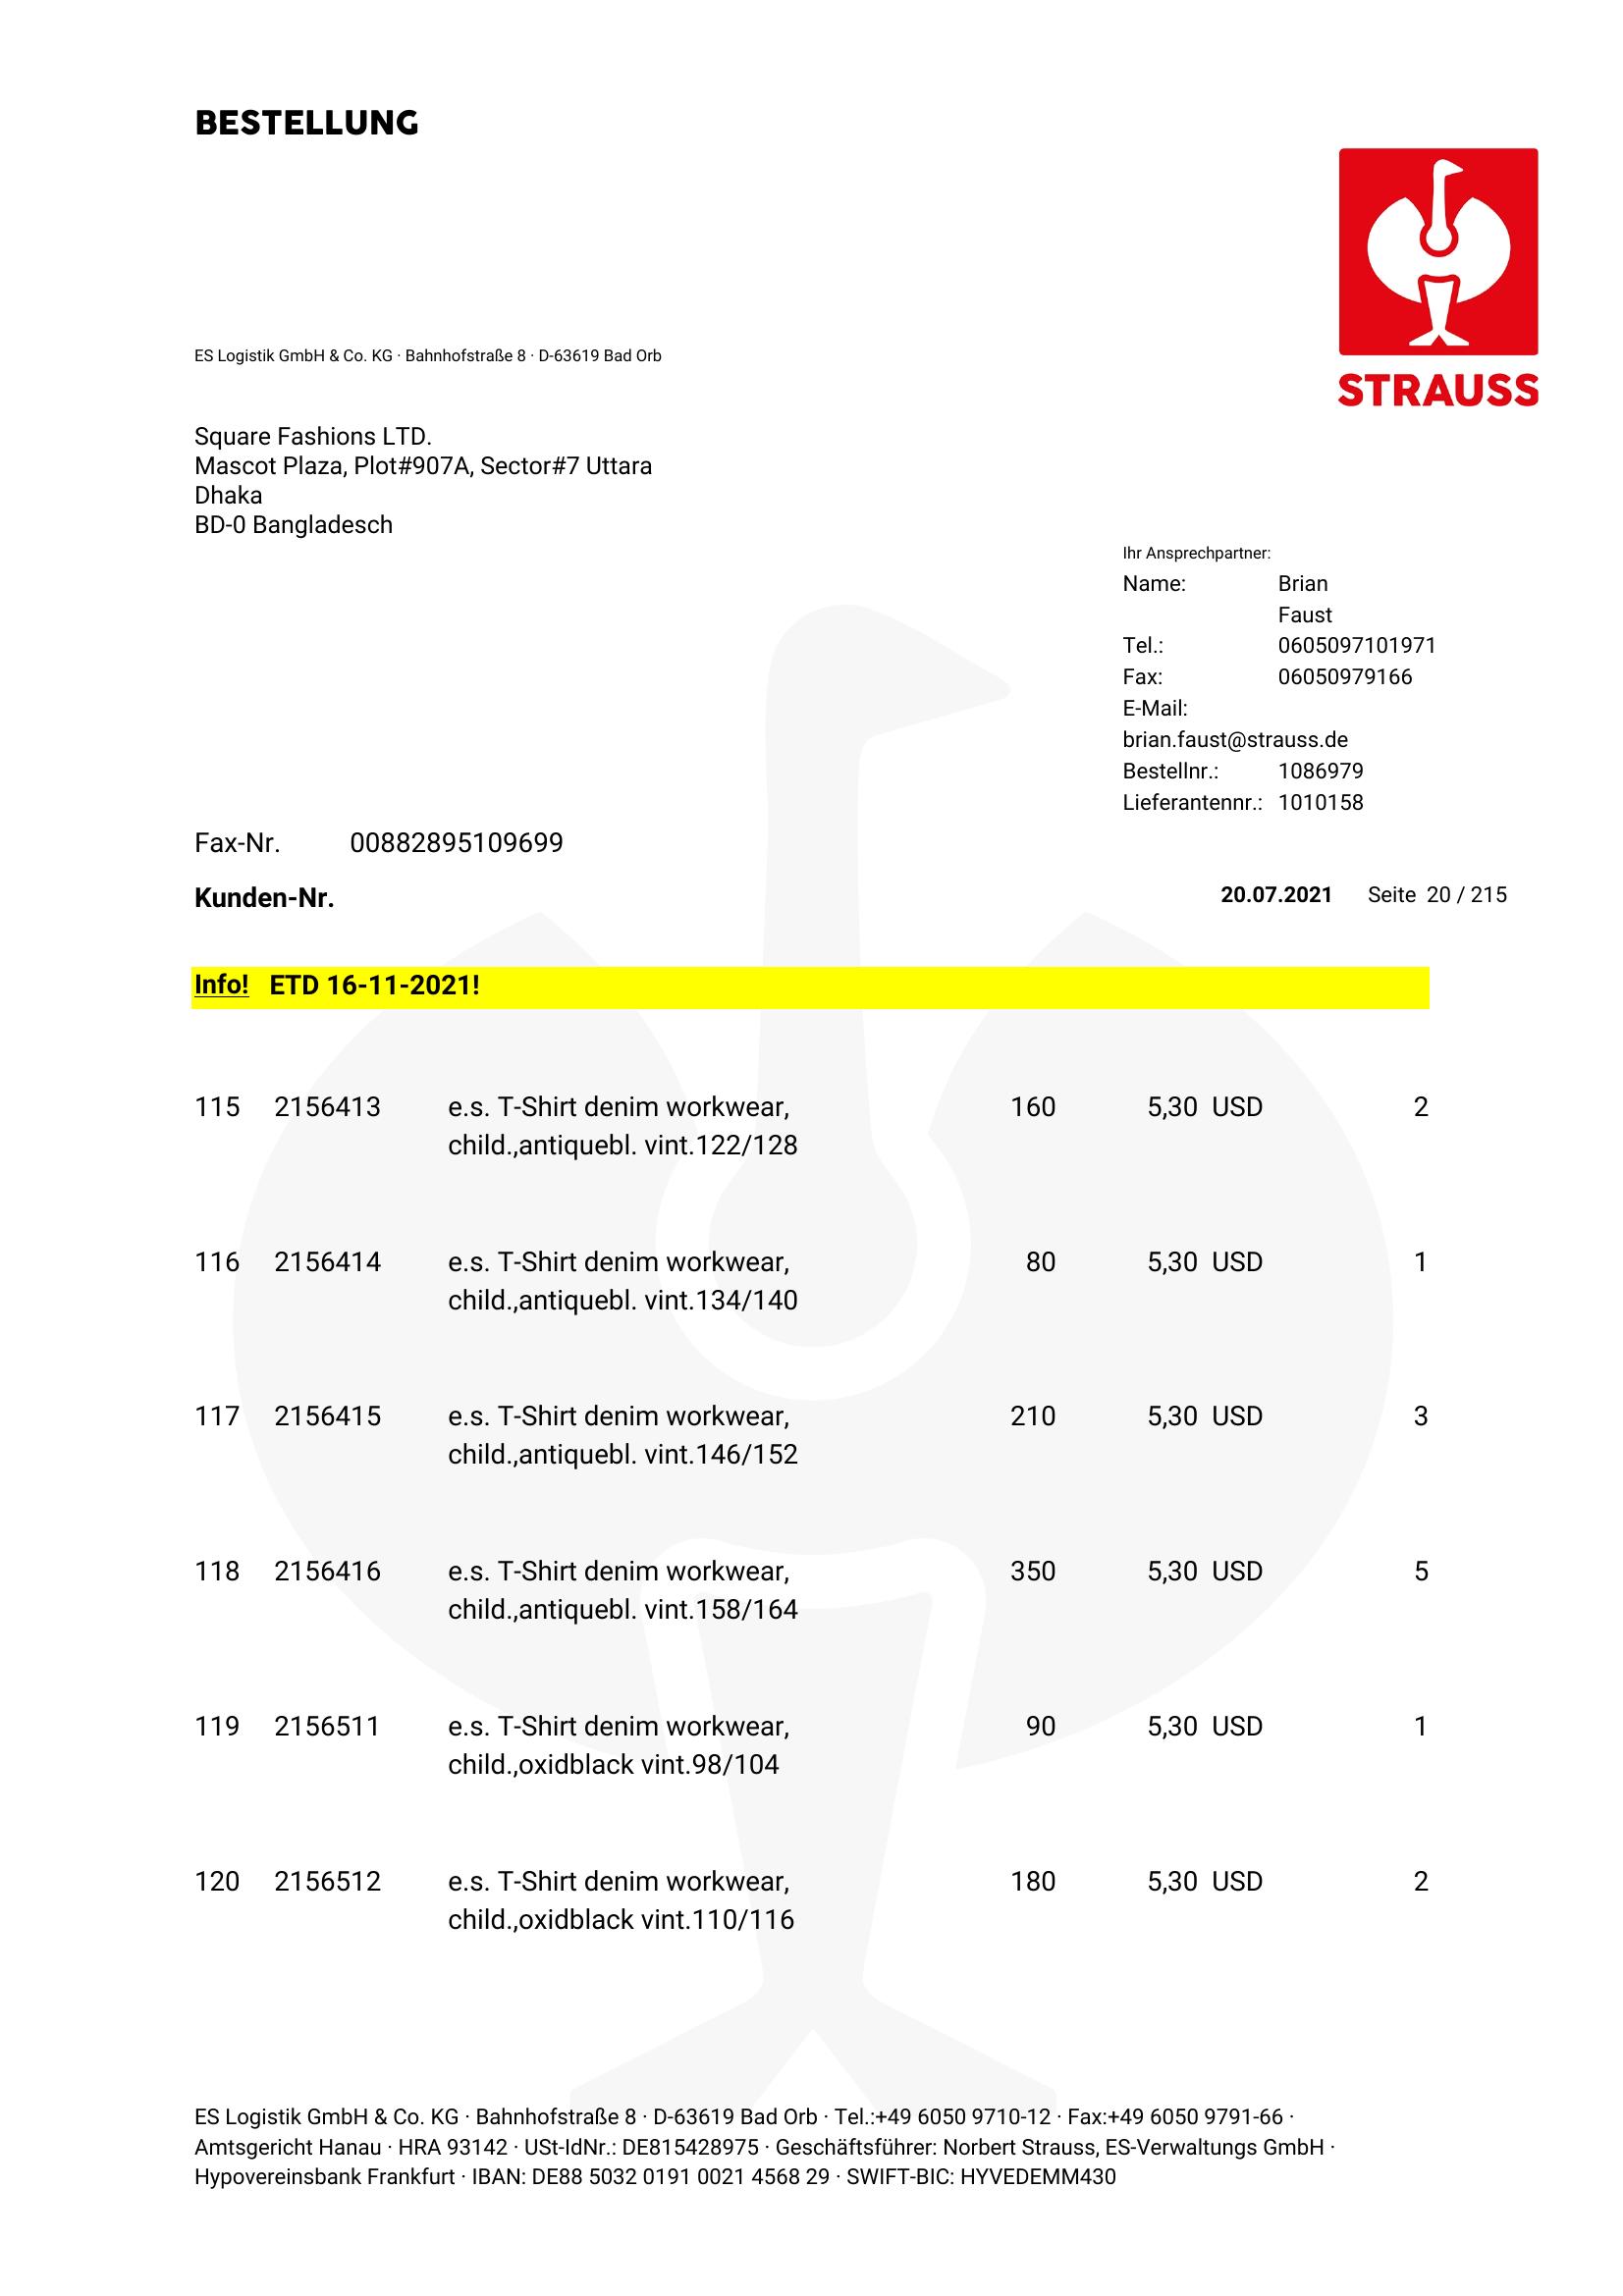 BESTELLUNG
STRAUSS
ES Logistik GmbH & Co. KG · Bahnhofstraße 8 · D-63619 Bad Orb
Square Fashions LTD.
Mascot Plaza, Plot#907A, Sector#7 Uttara
Dhaka
BD-0 Bangladesch
Ihr Ansprechpartner:
Name: Brian
Faust
Tel.: 0605097101971
Fax: 06050979166
E-Mail:
brian.faust@strauss.de
Bestellnr.: 1086979
Lieferantennr.: 1010158
Fax-Nr. 00882895109699
Kunden-Nr. 20.07.2021 Seite 20 / 215
Info! ETD 16-11-2021!
115 2156413 e.s. T-Shirt denim workwear, 160 5,30 USD 2
child.,antiquebl. vint.122/128
116 2156414 e.s. T-Shirt denim workwear, 80 5,30 USD 1
child.,antiquebl. vint.134/140
117 2156415 e.s. T-Shirt denim workwear, 210 5,30 USD 3
child.,antiquebl. vint.146/152
118 2156416 e.s. T-Shirt denim workwear, 350 5,30 USD 5
child.,antiquebl. vint.158/164
119 2156511 e.s. T-Shirt denim workwear, 90 5,30 USD 1
child.,oxidblack vint.98/104
120 2156512 e.s. T-Shirt denim workwear, 180 5,30 USD 2
child.,oxidblack vint.110/116
ES Logistik GmbH & Co. KG · Bahnhofstraße 8 · D-63619 Bad Orb · Tel.:+49 6050 9710-12 · Fax:+49 6050 9791-66 ·
Amtsgericht Hanau · HRA 93142 · USt-IdNr.: DE815428975 · Geschäftsführer: Norbert Strauss, ES-Verwaltungs GmbH ·
Hypovereinsbank Frankfurt · IBAN: DE88 5032 0191 0021 4568 29 · SWIFT-BIC: HYVEDEMM430